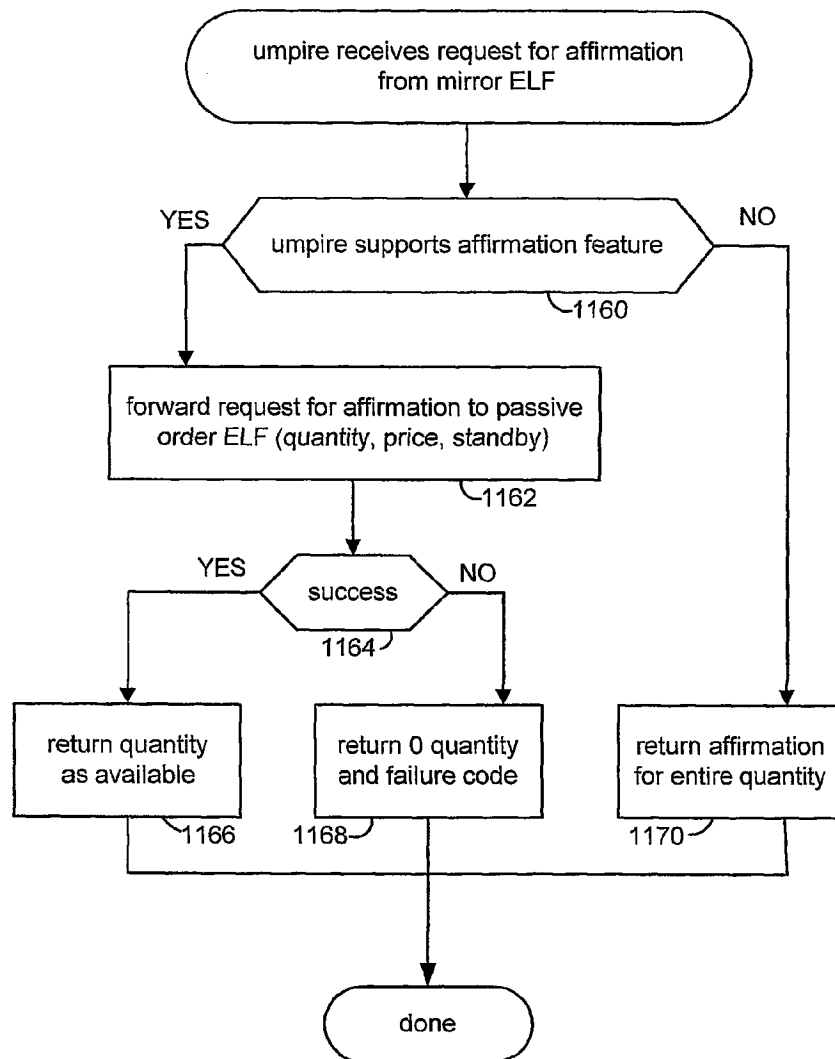 umpire receives request for affirmation
from mirror ELF
YES
NO
umpire supports affirmation feature
1160
forward request for affirmation to passive
order ELF (quantity, price, standby)
1162
YES
NO
success
1164
return quantity
as available
1166
return 0 quantity
and failure code
1168
return affirmation
for entire quantity
1170
done